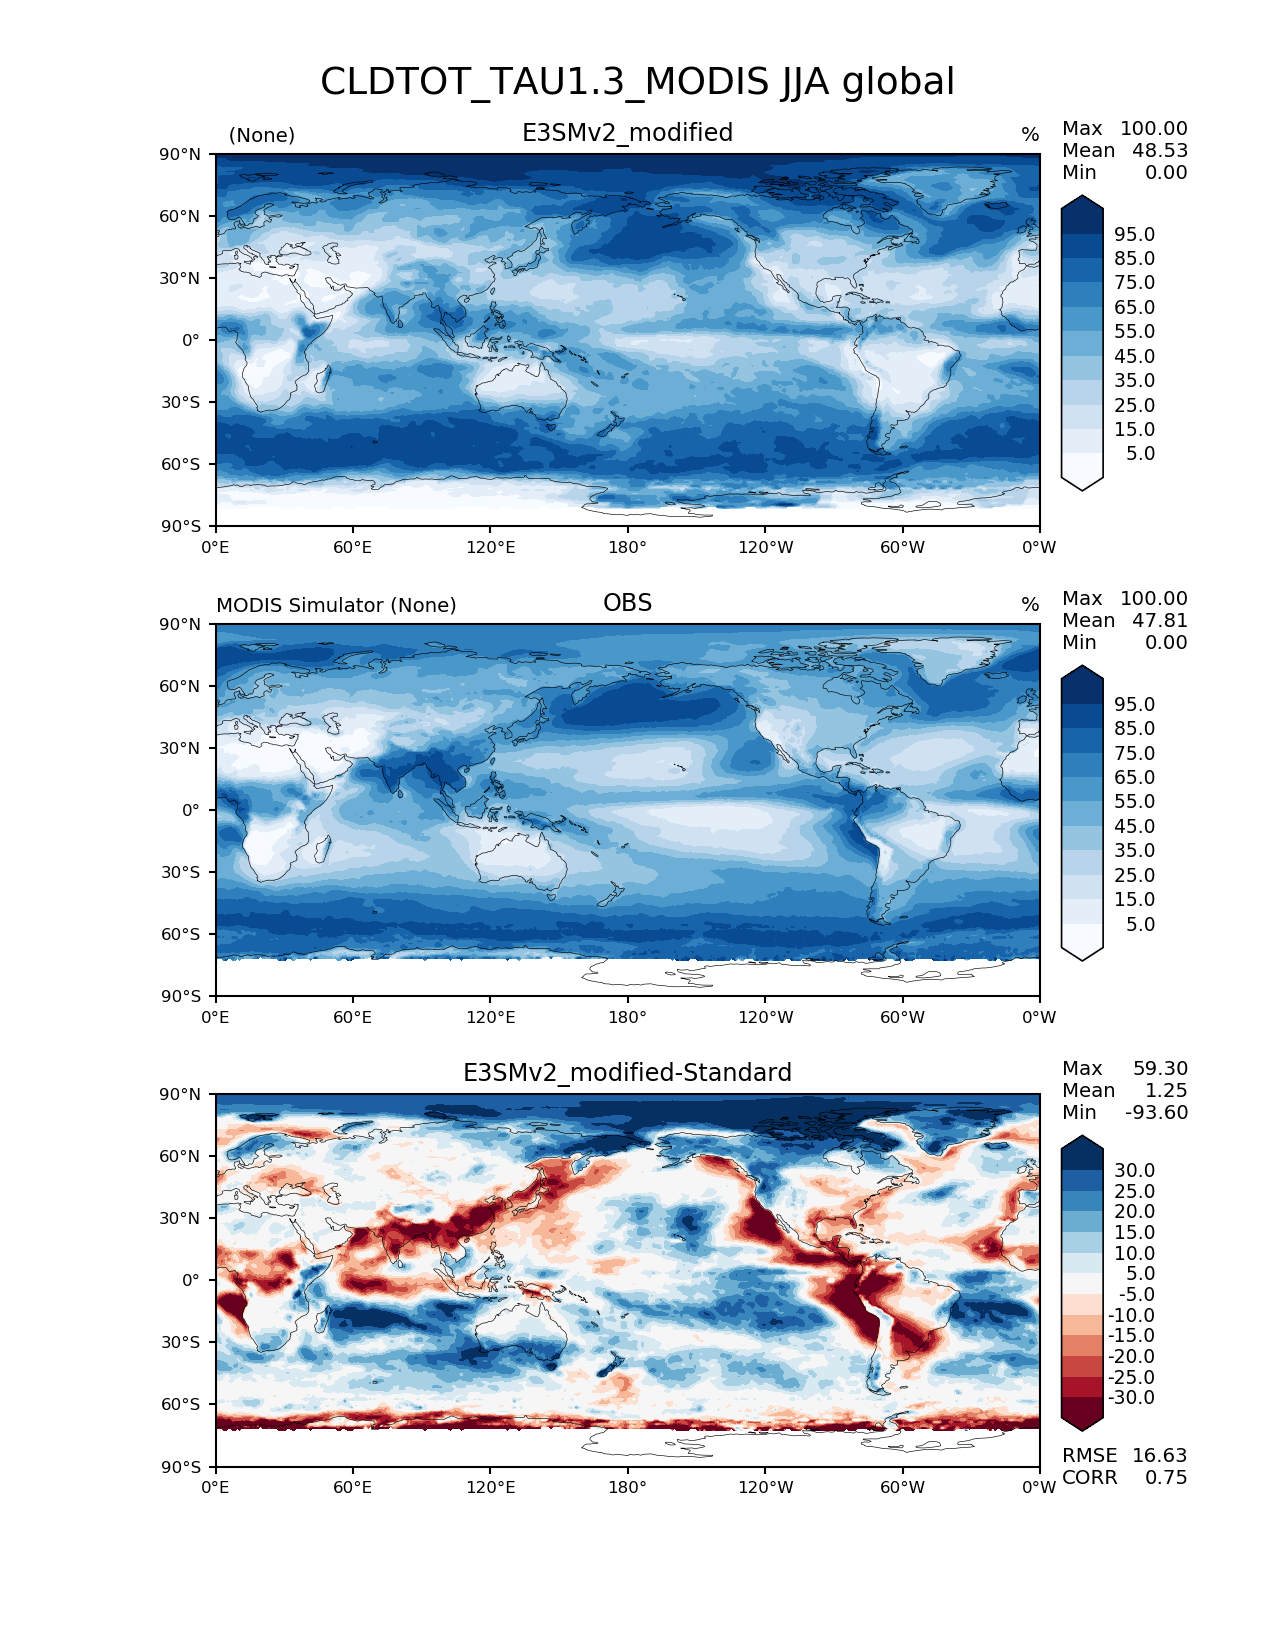 CLDTOT_TAU1.3_MODIS JJA global
(None) E3SMv2_modified %
Max 100.00
Mean 48.53
Min 0.00
90°N
60°N
30°N
0°
30°S
60°S
90°S
0°E 60°E 120°E 180° 120°W 60°W 0°W
95.0
85.0
75.0
65.0
55.0
45.0
35.0
25.0
15.0
5.0
MODIS Simulator (None) OBS %
Max 100.00
Mean 47.81
Min 0.00
90°N
60°N
30°N
0°
30°S
60°S
90°S
0°E 60°E 120°E 180° 120°W 60°W 0°W
95.0
85.0
75.0
65.0
55.0
45.0
35.0
25.0
15.0
5.0
E3SMv2_modified-Standard
Max 59.30
Mean 1.25
Min -93.60
90°N
60°N
30°N
0°
30°S
60°S
90°S
0°E 60°E 120°E 180° 120°W 60°W 0°W
30.0
25.0
20.0
15.0
10.0
5.0
-5.0
-10.0
-15.0
-20.0
-25.0
-30.0
RMSE 16.63
CORR 0.75